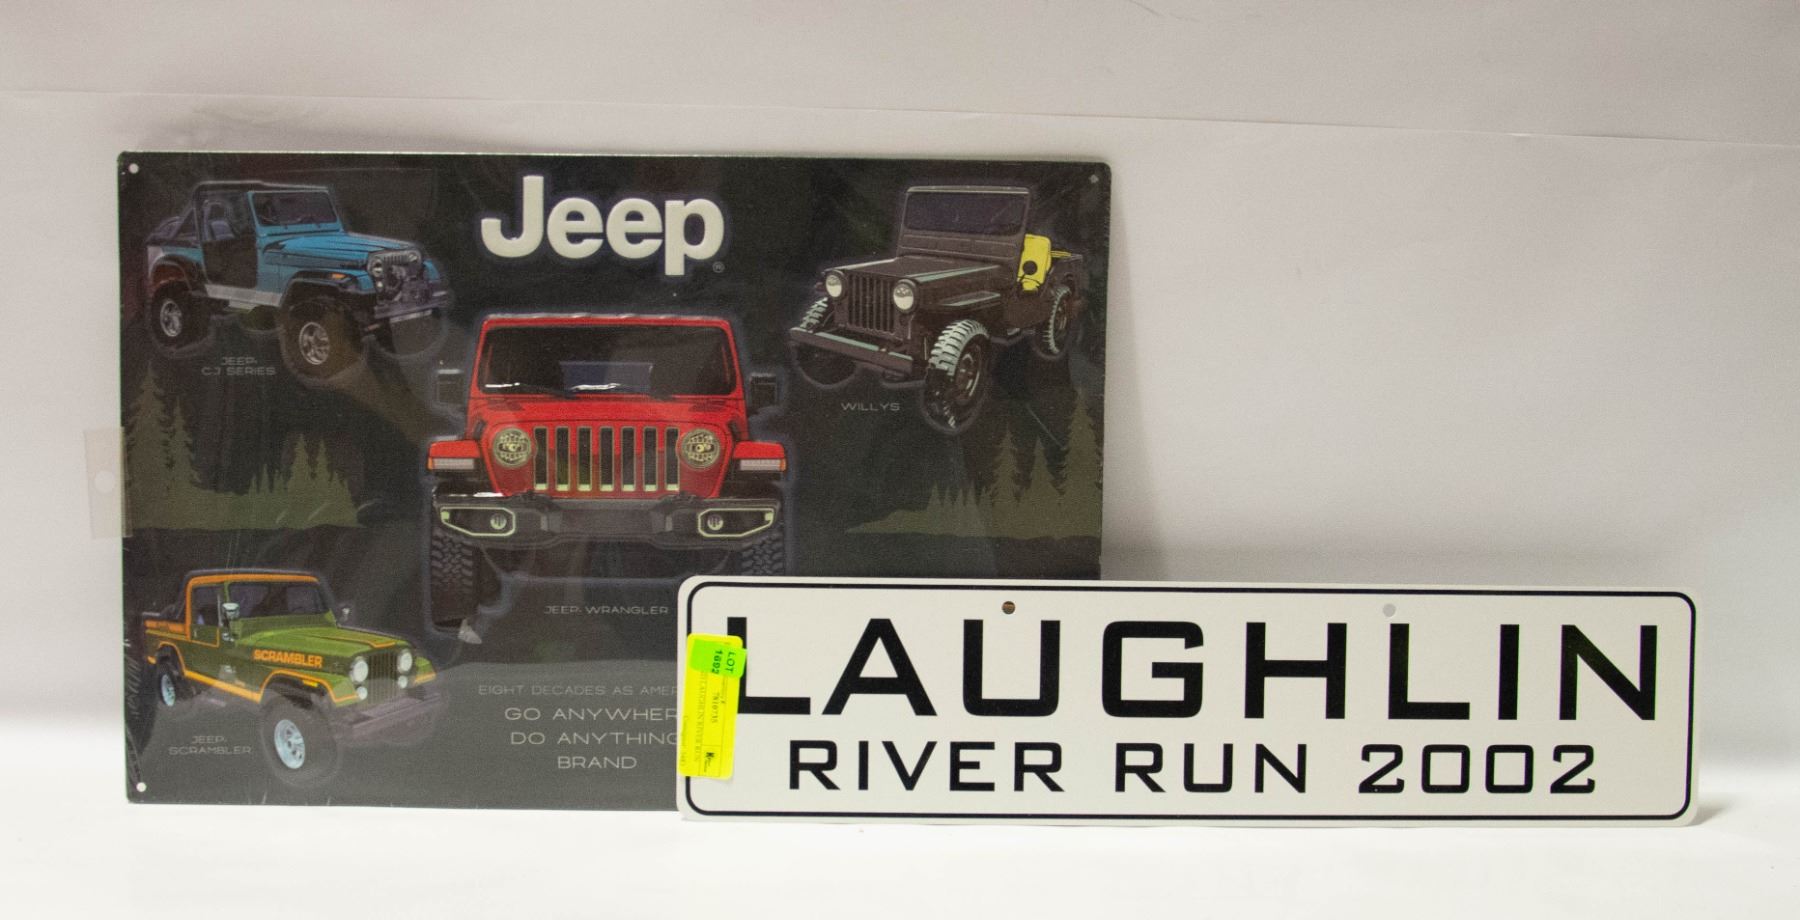 Jeep®
JEEP®
CJ SERIES
WILLYS
JEEP® WRANGLER
SCRAMBLER
JEEP®
SCRAMBLER
EIGHT DECADES AS AMER
GO ANYWHER
DO ANYTHING
BRAND
LAUGHLIN
RIVER RUN 2002
LOT
1692